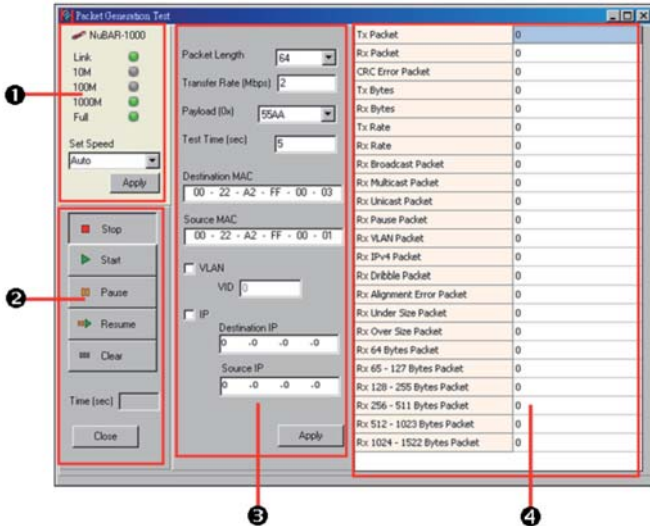 Packet Generation Test
NuBAR-1000
Link
10M
100M
1000M
Full
Set Speed
Auto
Apply
Stop
Start
Pause
Resume
Clear
Time (sec)
Close
Packet Length 64
Transfer Rate (Mbps) 2
Payload (0x) 55AA
Test Time (sec) 5
Destination MAC
00 - 22 - A2 - FF - 00 - 03
Source MAC
00 - 22 - A2 - FF - 00 - 01
VLAN
VID 0
IP
Destination IP
0 .0 .0 .0
Source IP
0 .0 .0 .0
Apply
Tx Packet 0
Rx Packet 0
CRC Error Packet 0
Tx Bytes 0
Rx Bytes 0
Tx Rate 0
Rx Rate 0
Rx Broadcast Packet 0
Rx Multicast Packet 0
Rx Unicast Packet 0
Rx Pause Packet 0
Rx VLAN Packet 0
Rx IPv4 Packet 0
Rx Dribble Packet 0
Rx Alignment Error Packet 0
Rx Under Size Packet 0
Rx Over Size Packet 0
Rx 64 Bytes Packet 0
Rx 65 - 127 Bytes Packet 0
Rx 128 - 255 Bytes Packet 0
Rx 256 - 511 Bytes Packet 0
Rx 512 - 1023 Bytes Packet 0
Rx 1024 - 1522 Bytes Packet 0
1
2
3
4